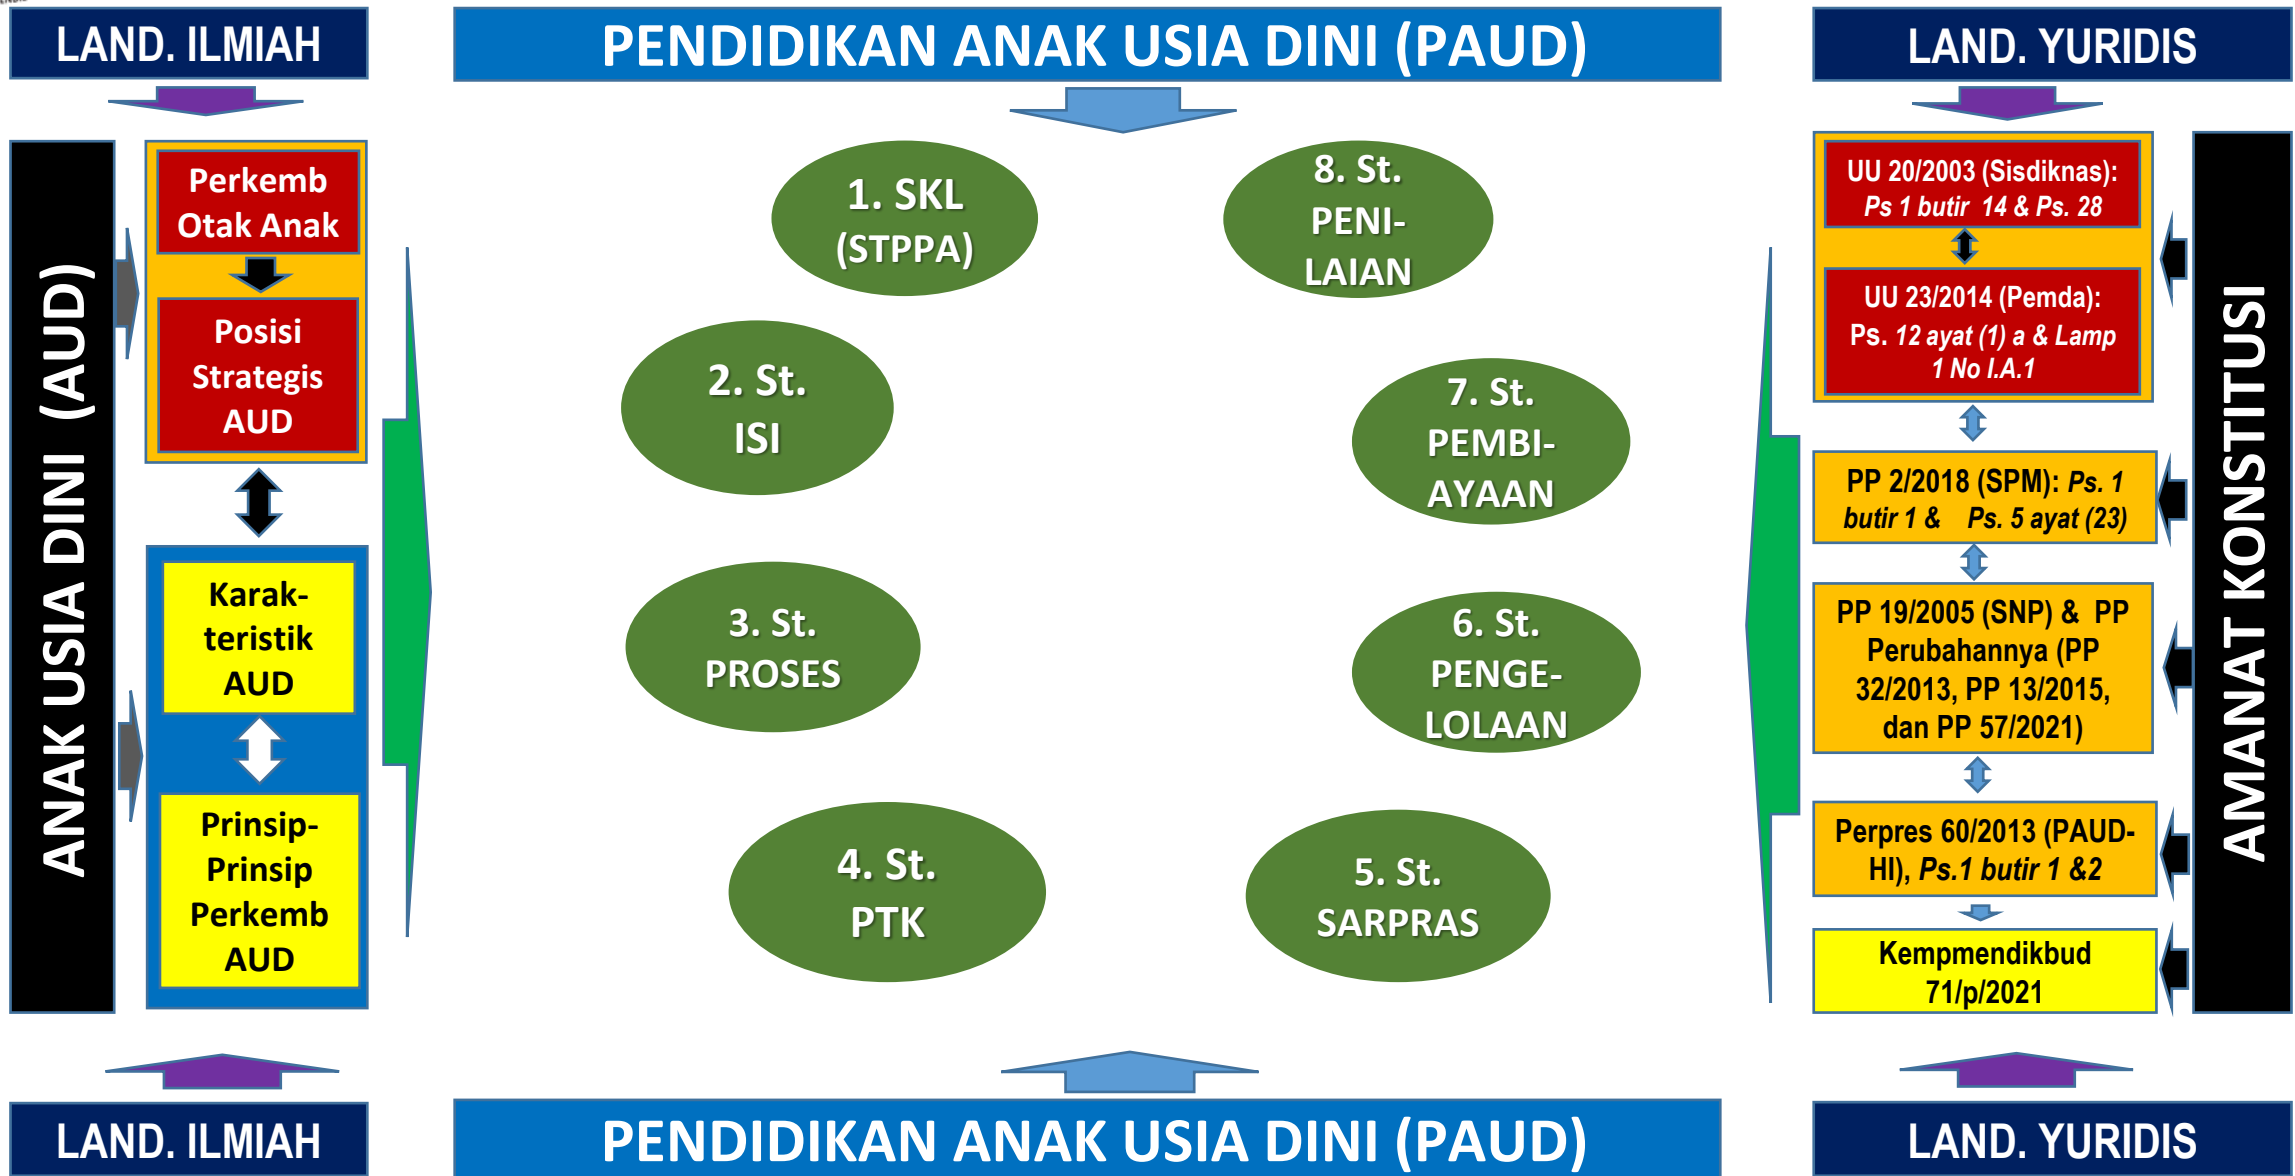 LAND. ILMIAH
PENDIDIKAN ANAK USIA DINI (PAUD)
LAND. YURIDIS
ANAK USIA DINI (AUD)
Perkemb
Otak Anak
Posisi
Strategis
AUD
Karak-
teristik
AUD
Prinsip-
Prinsip
Perkemb
AUD
1. SKL
(STPPA)
2. St.
ISI
3. St.
PROSES
4. St.
PTK
5. St.
SARPRAS
6. St.
PENGE-
LOLAAN
7. St.
PEMBI-
AYAAN
8. St.
PENI-
LAIAN
UU 20/2003 (Sisdiknas):
Ps 1 butir 14 & Ps. 28
UU 23/2014 (Pemda):
Ps. 12 ayat (1) a & Lamp
1 No I.A.1
PP 2/2018 (SPM): Ps. 1
butir 1 & Ps. 5 ayat (23)
PP 19/2005 (SNP) & PP
Perubahannya (PP
32/2013, PP 13/2015,
dan PP 57/2021)
Perpres 60/2013 (PAUD-
HI), Ps.1 butir 1 &2
Kempmendikbud
71/p/2021
AMANAT KONSTITUSI
LAND. ILMIAH
PENDIDIKAN ANAK USIA DINI (PAUD)
LAND. YURIDIS